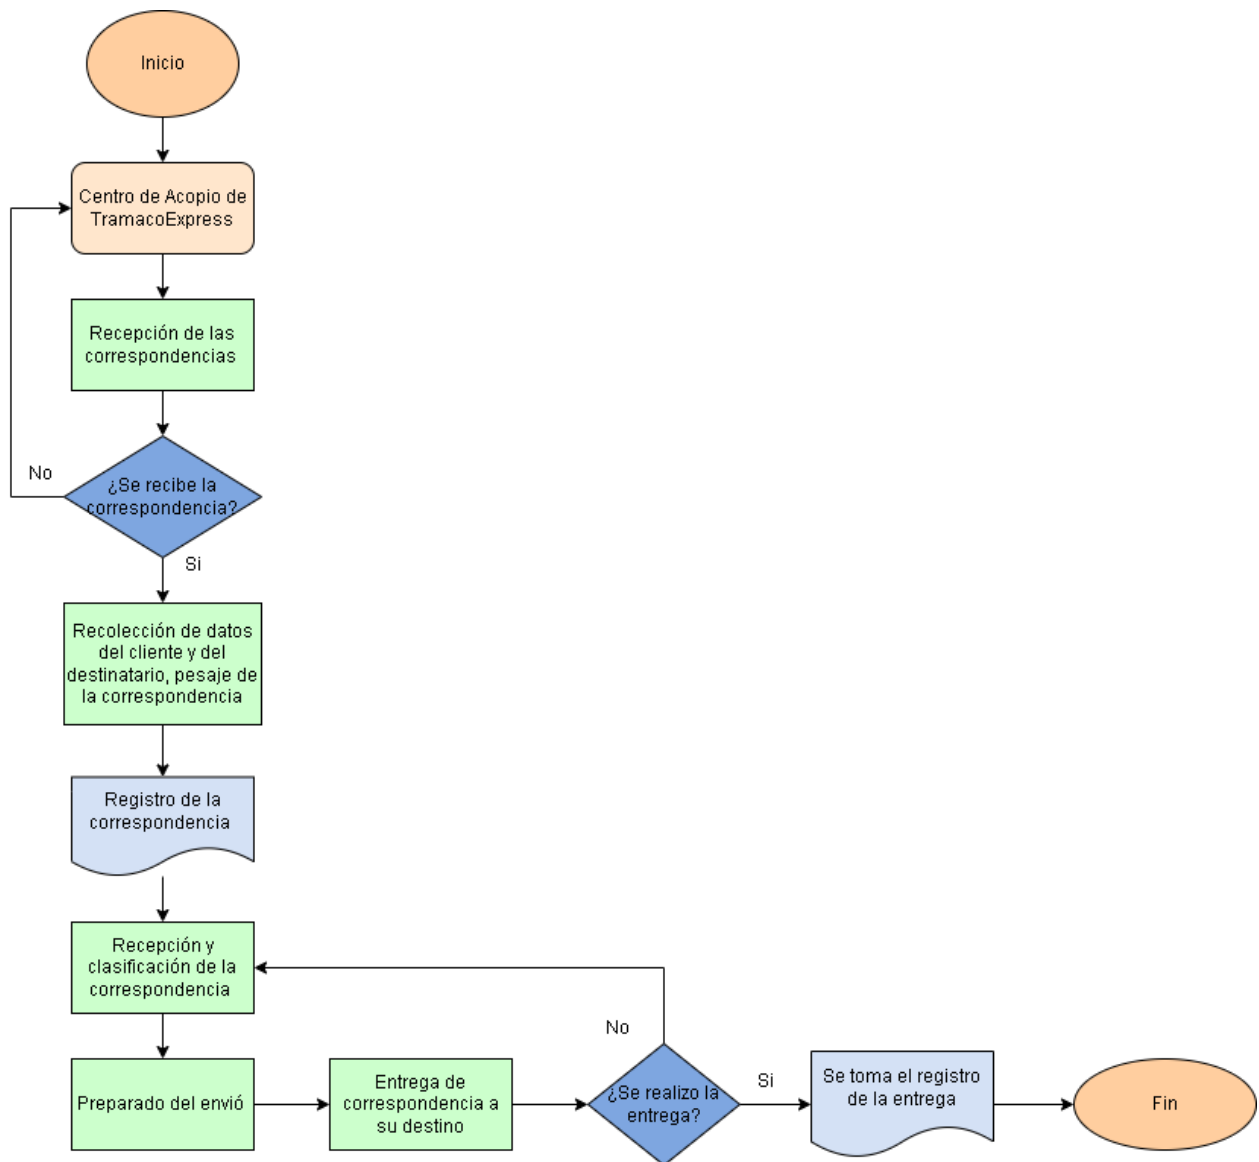 Inicio
Centro de Acopio de
TramacoExpress
Recepción de las
correspondencias
¿Se recibe la
correspondencia?
No
Si
Recolección de datos
del cliente y del
destinatario, pesaje de
la correspondencia
Registro de la
correspondencia
Recepción y
clasificación de la
correspondencia
Preparado del envió
Entrega de
correspondencia a
su destino
¿Se realizo la
entrega?
No
Si
Se toma el registro
de la entrega
Fin